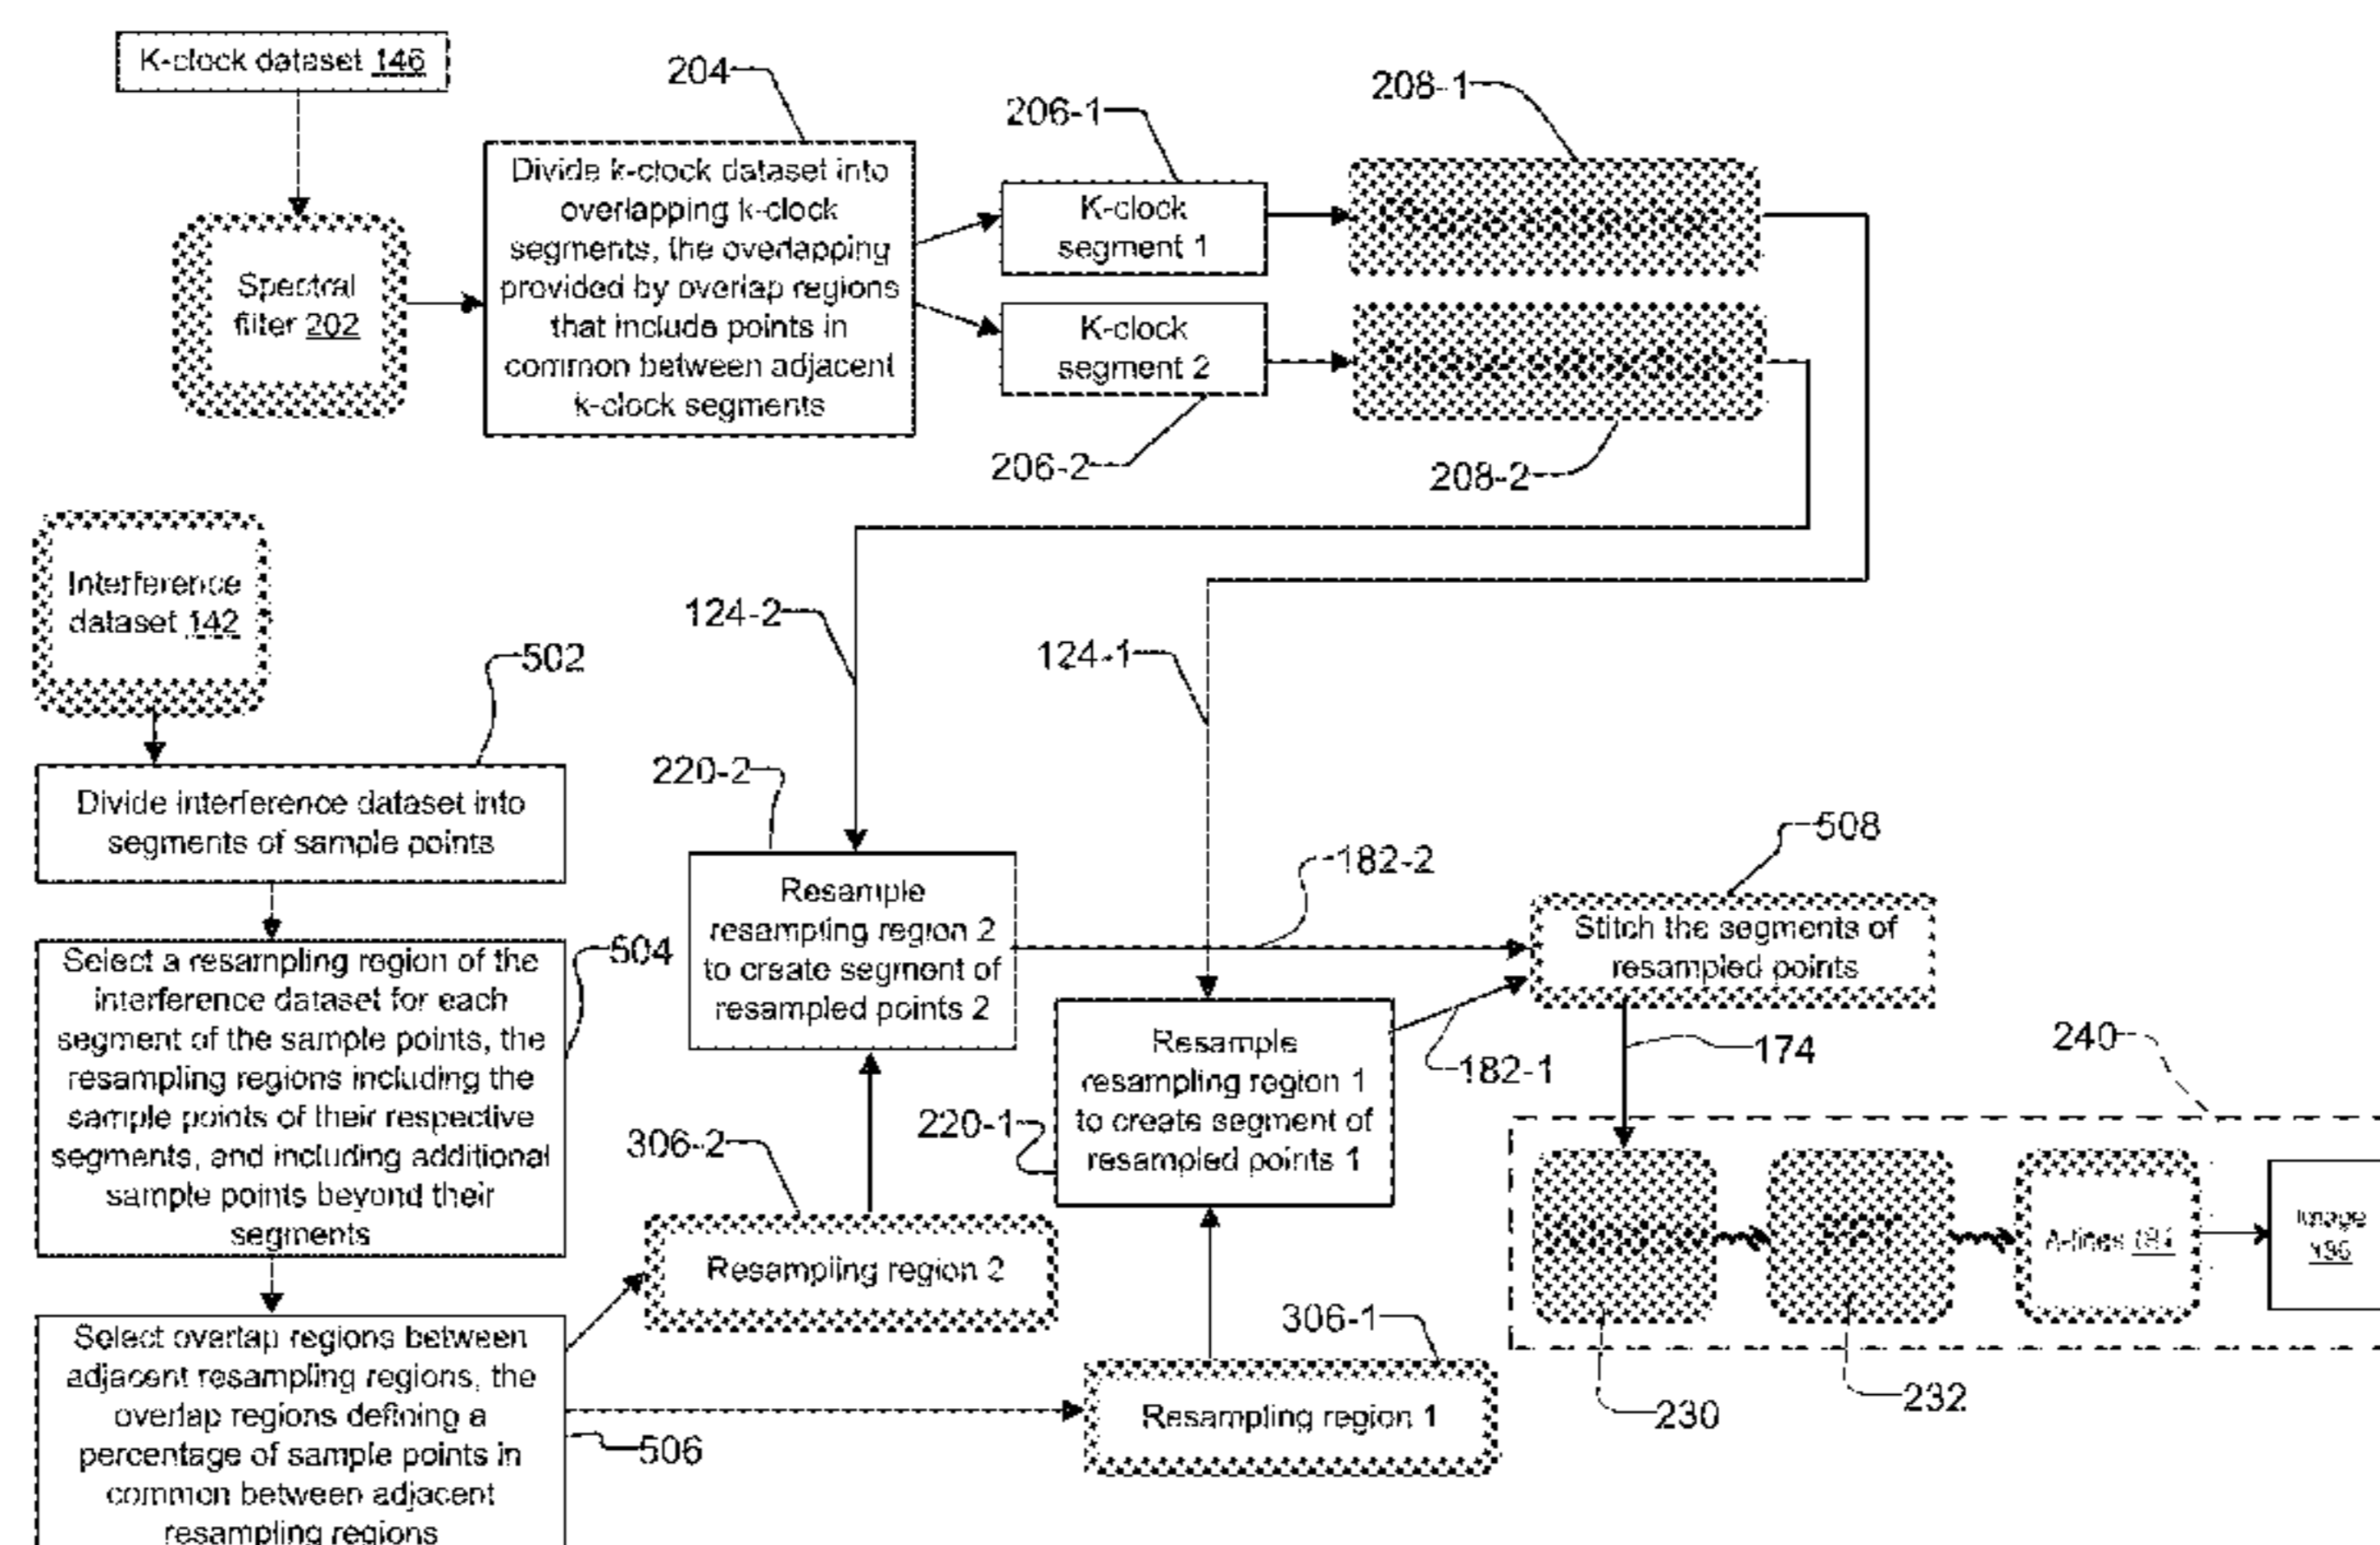 K-clock dataset 146
204
206-1
208-1
Divide k-clock dataset into
overlapping k-clock
segments, the overlapping
provided by overlap regions
that include points in
common between adjacent
k-clock segments
K-clock
segment 1
Spectral
filter 202
K-clock
segment 2
206-2
208-2
Interference
dataset 142
502
124-2
124-1
220-2
Divide interference dataset into
segments of sample points
508
182-2
Resample
resampling region 2
to create segment of
resampled points 2
Stitch the segments of
resampled points
504
Select a resampling region of the
interference dataset for each
segment of the sample points, the
resampling regions including the
sample points of their respective
segments, and including additional
sample points beyond their
segments
Resample
resampling region 1
to create segment of
resampled points 1
182-1
174
240
220-1
306-2
Resampling region 2
A-lines
Image
306-1
Select overlap regions between
adjacent resampling regions, the
overlap regions defining a
percentage of sample points in
common between adjacent
resampling regions
Resampling region 1
230
232
506